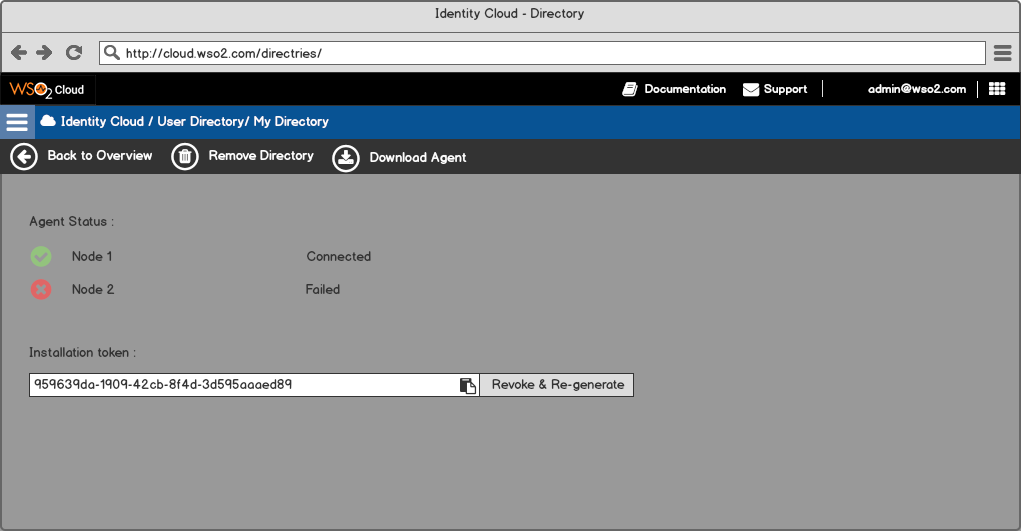 Identity Cloud - Directory
http://cloud.wso2.com/directries/
WSO2 Cloud Documentation Support admin@wso2.com
Identity Cloud / User Directory/ My Directory
Back to Overview Remove Directory Download Agent
Agent Status :
Node 1 Connected
Node 2 Failed
Installation token :
959639da-1909-42cb-8f4d-3d595aaaed89 Revoke & Re-generate